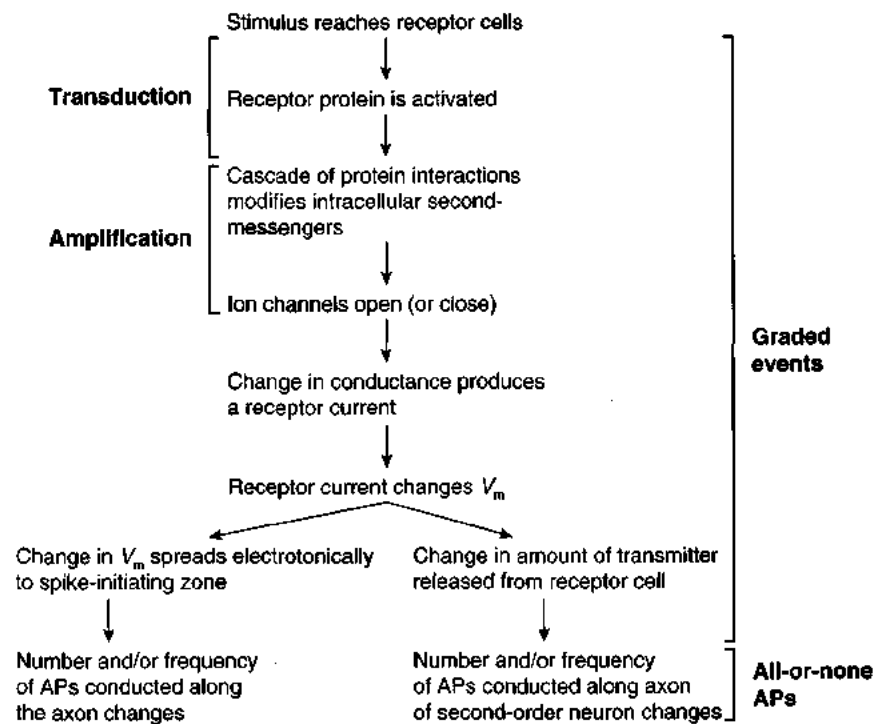 Stimulus reaches receptor cells
Transduction
Receptor protein is activated
Cascade of protein interactions
modifies intracellular second-
messengers
Amplification
Ion channels open (or close)
Graded
events
Change in conductance produces
a receptor current
Receptor current changes Vm
Change in Vm spreads electrotonically
to spike-initiating zone
Change in amount of transmitter
released from receptor cell
Number and/or frequency
of APs conducted along
the axon changes
Number and/or frequency
of APs conducted along axon
of second-order neuron changes
All-or-none
APs